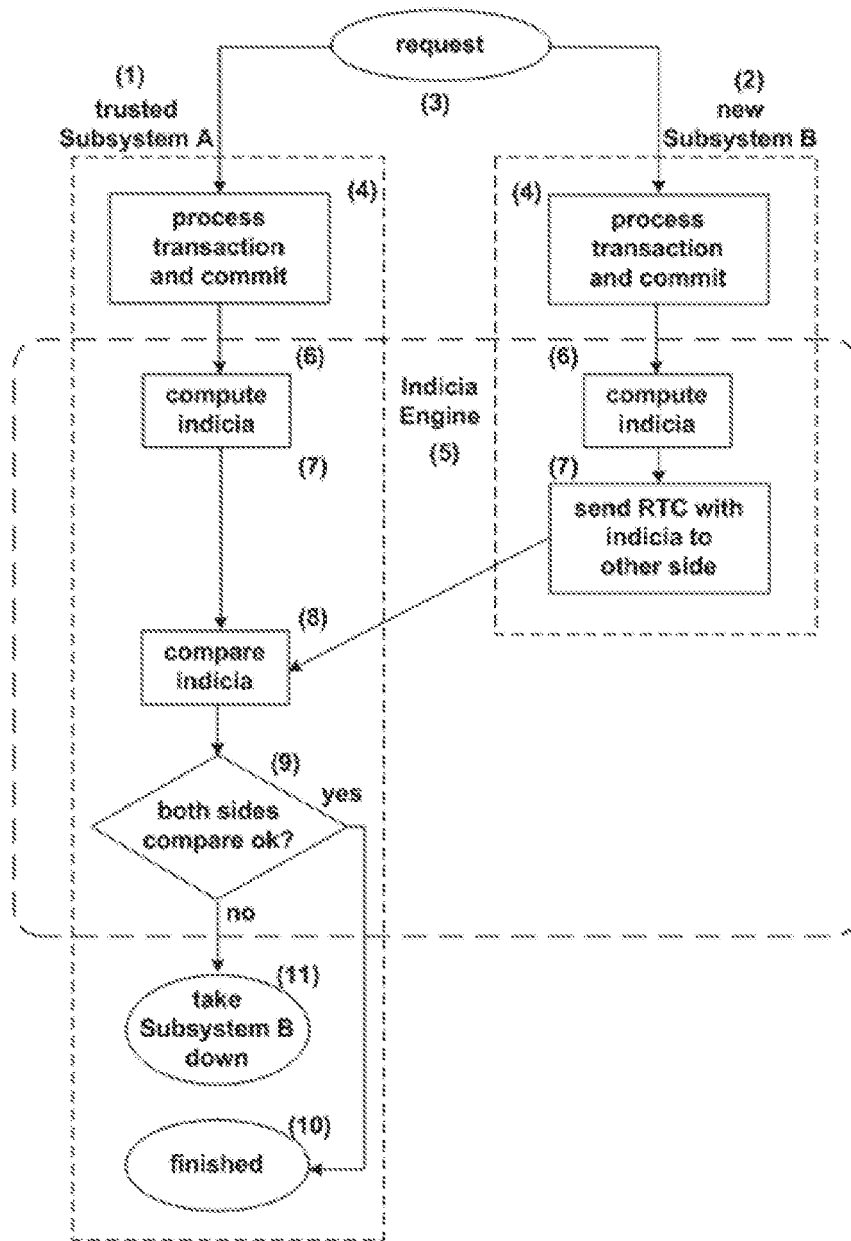 request
(3)
(1)
trusted
Subsystem A
(2)
new
Subsystem B
(4)
process
transaction
and commit
(4)
process
transaction
and commit
(6)
compute
indicia
(7)
Indicia
Engine
(5)
(6)
compute
indicia
(7)
send RTC with
indicia to
other side
(8)
compare
indicia
(9)
both sides
compare ok?
yes
no
(11)
take
Subsystem B
down
(10)
finished